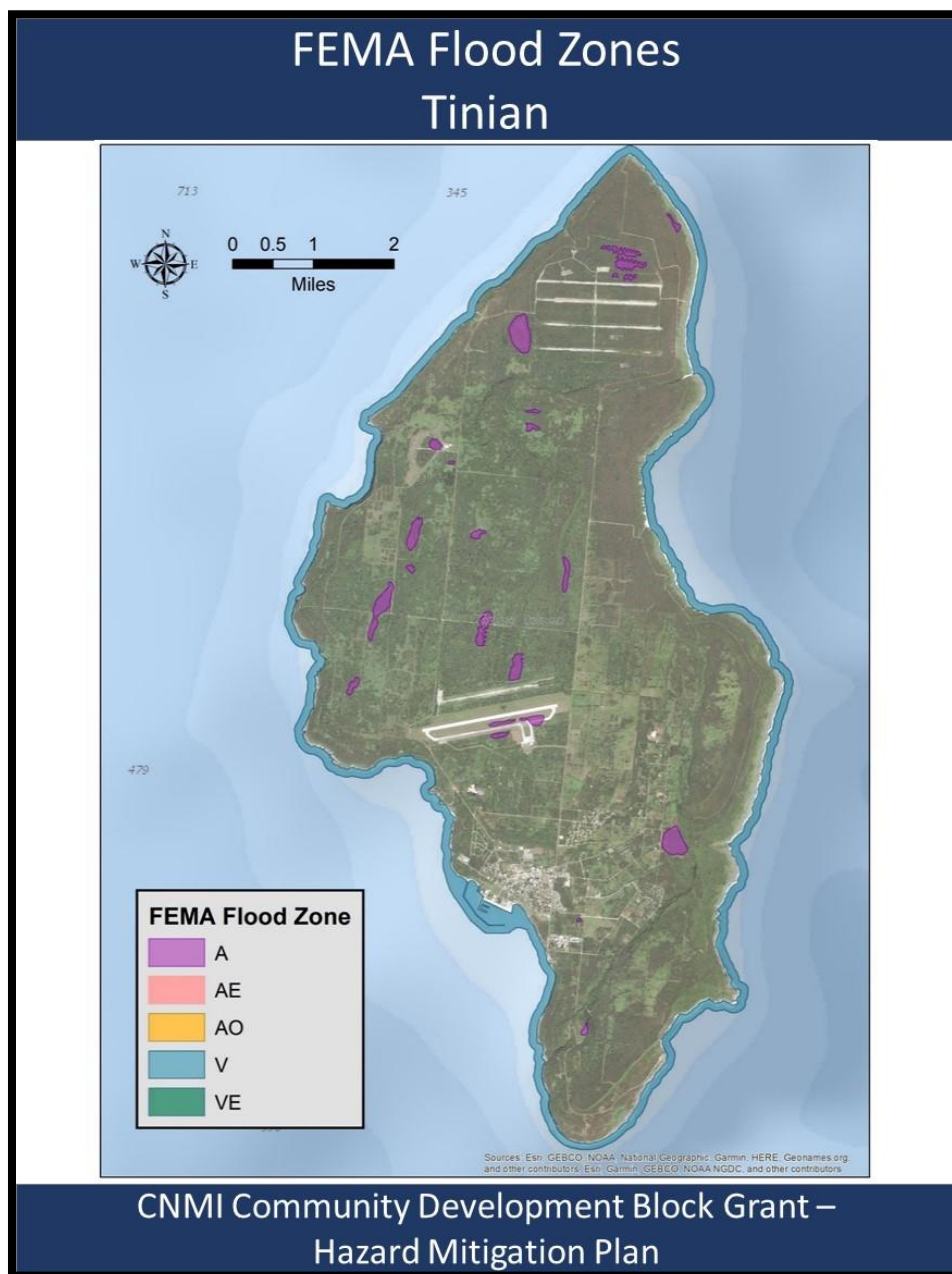 FEMA Flood Zones
Tinian
713
345
N
W E
S
0 0.5 1 2
Miles
479
FEMA Flood Zone
A
AE
AO
V
VE
Sources: Esri, GEBCO, NOAA, National Geographic, Garmin, HERE, Geonames.org,
and other contributors, Esri, Garmin, GEBCO, NOAA NGDC, and other contributors
CNMI Community Development Block Grant –
Hazard Mitigation Plan